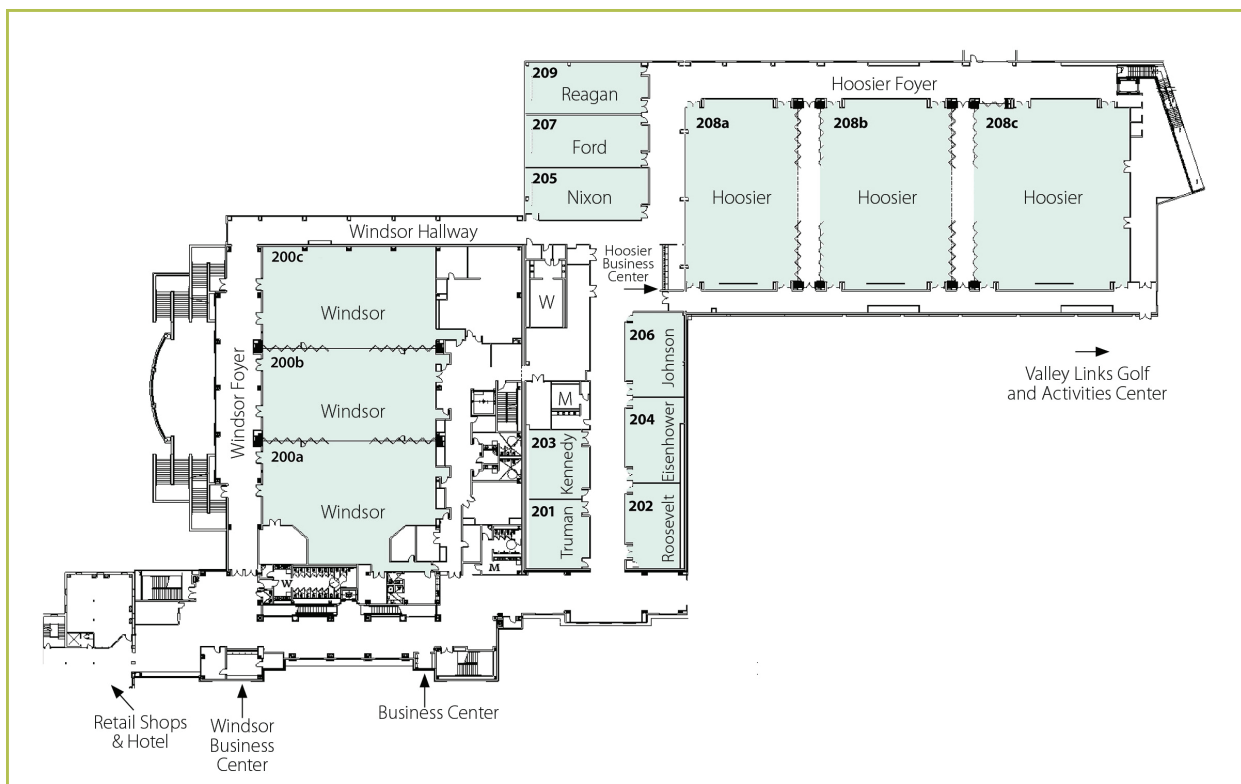 209
Reagan
207
Ford
205
Nixon
Hoosier Foyer
208a
Hoosier
208b
Hoosier
208c
Hoosier
Windsor Hallway
Hoosier
Business
Center
200c
Windsor
200b
Windsor
200a
Windsor
Windsor Foyer
W
M
206
Johnson
204
Eisenhower
202
Roosevelt
203
Kennedy
201
Truman
Valley Links Golf
and Activities Center
W
M
Retail Shops
& Hotel
Windsor
Business
Center
Business Center